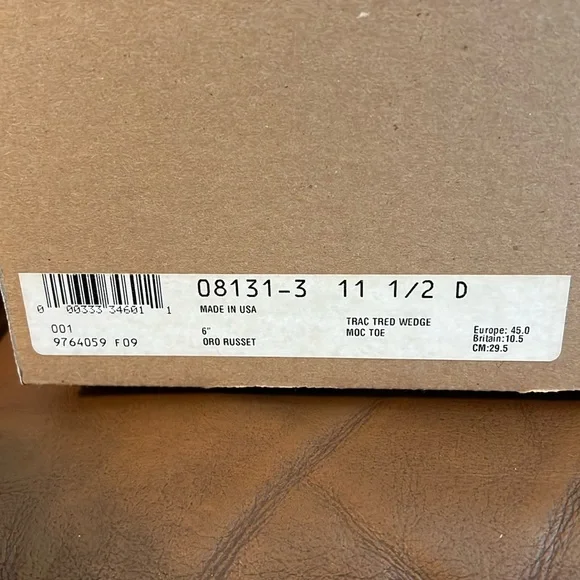 08131-3 11 1/2 D
0 00333 34601 1
MADE IN USA
001
6"
TRAC TRED WEDGE
Europe: 45.0
9764059 F09
ORO RUSSET
MOC TOE
Britain:10.5
CM:29.5